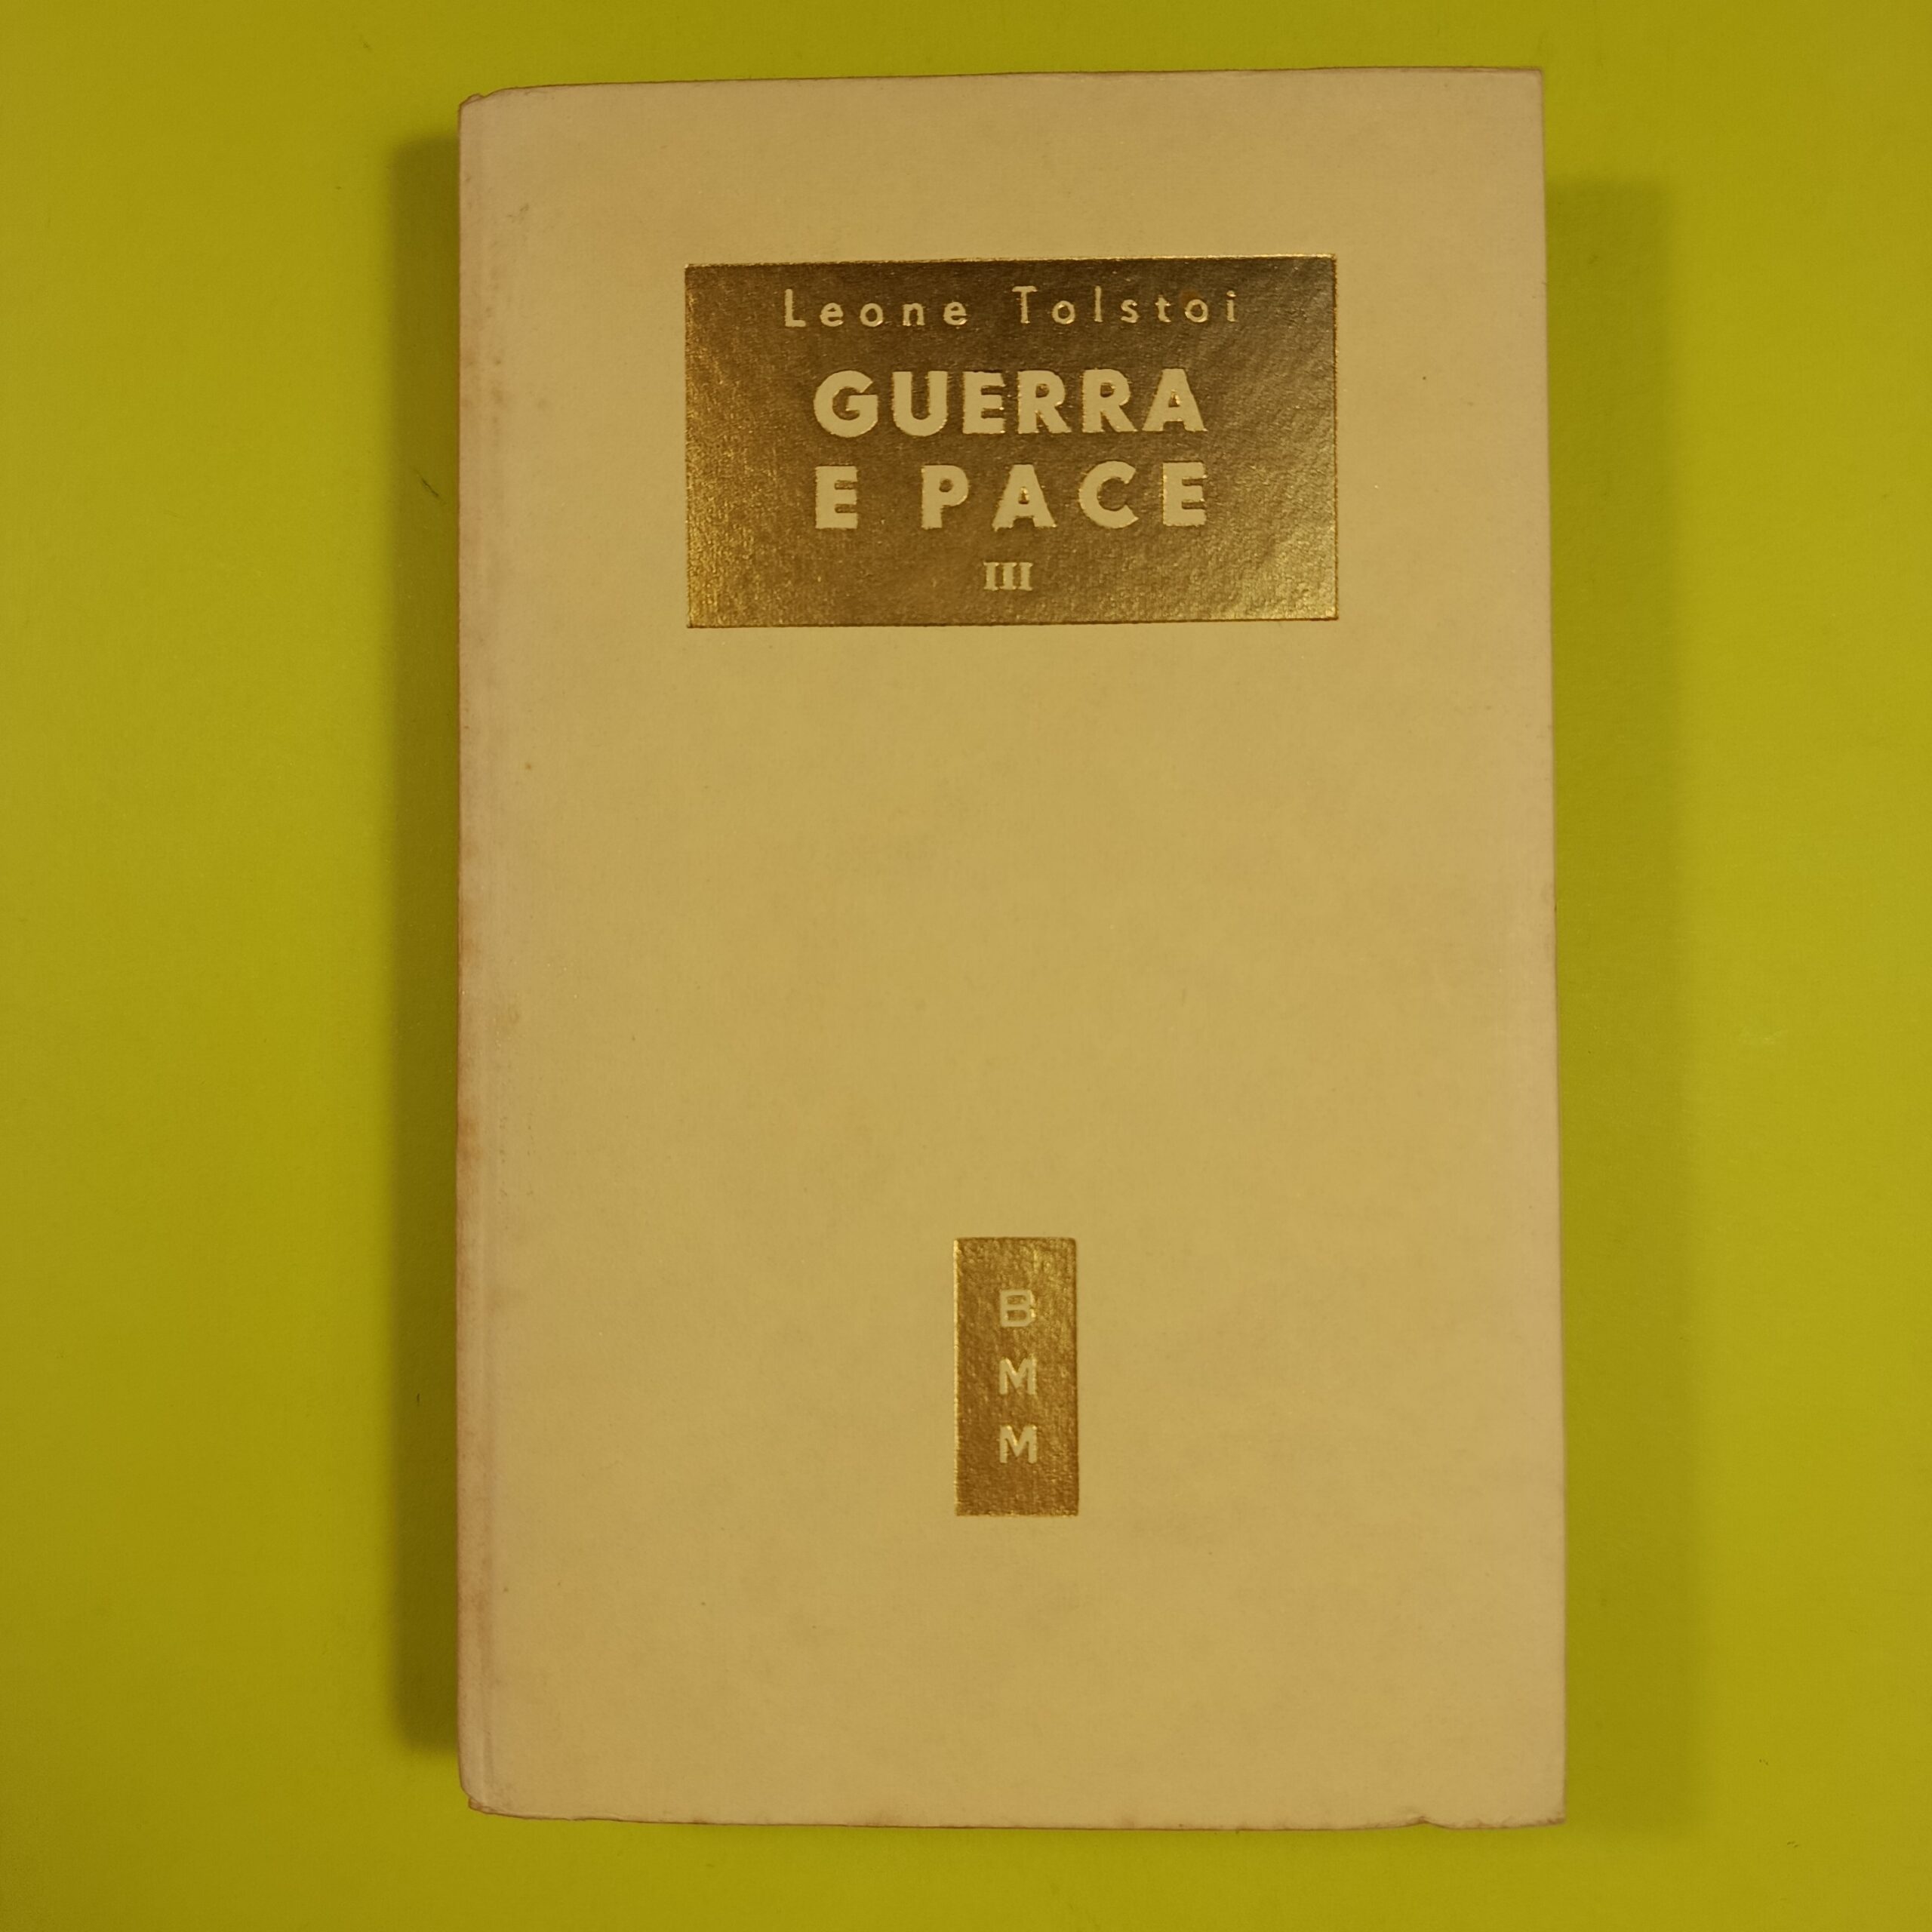 Leone Tolstoi
GUERRA
E PACE
III
B
M
M